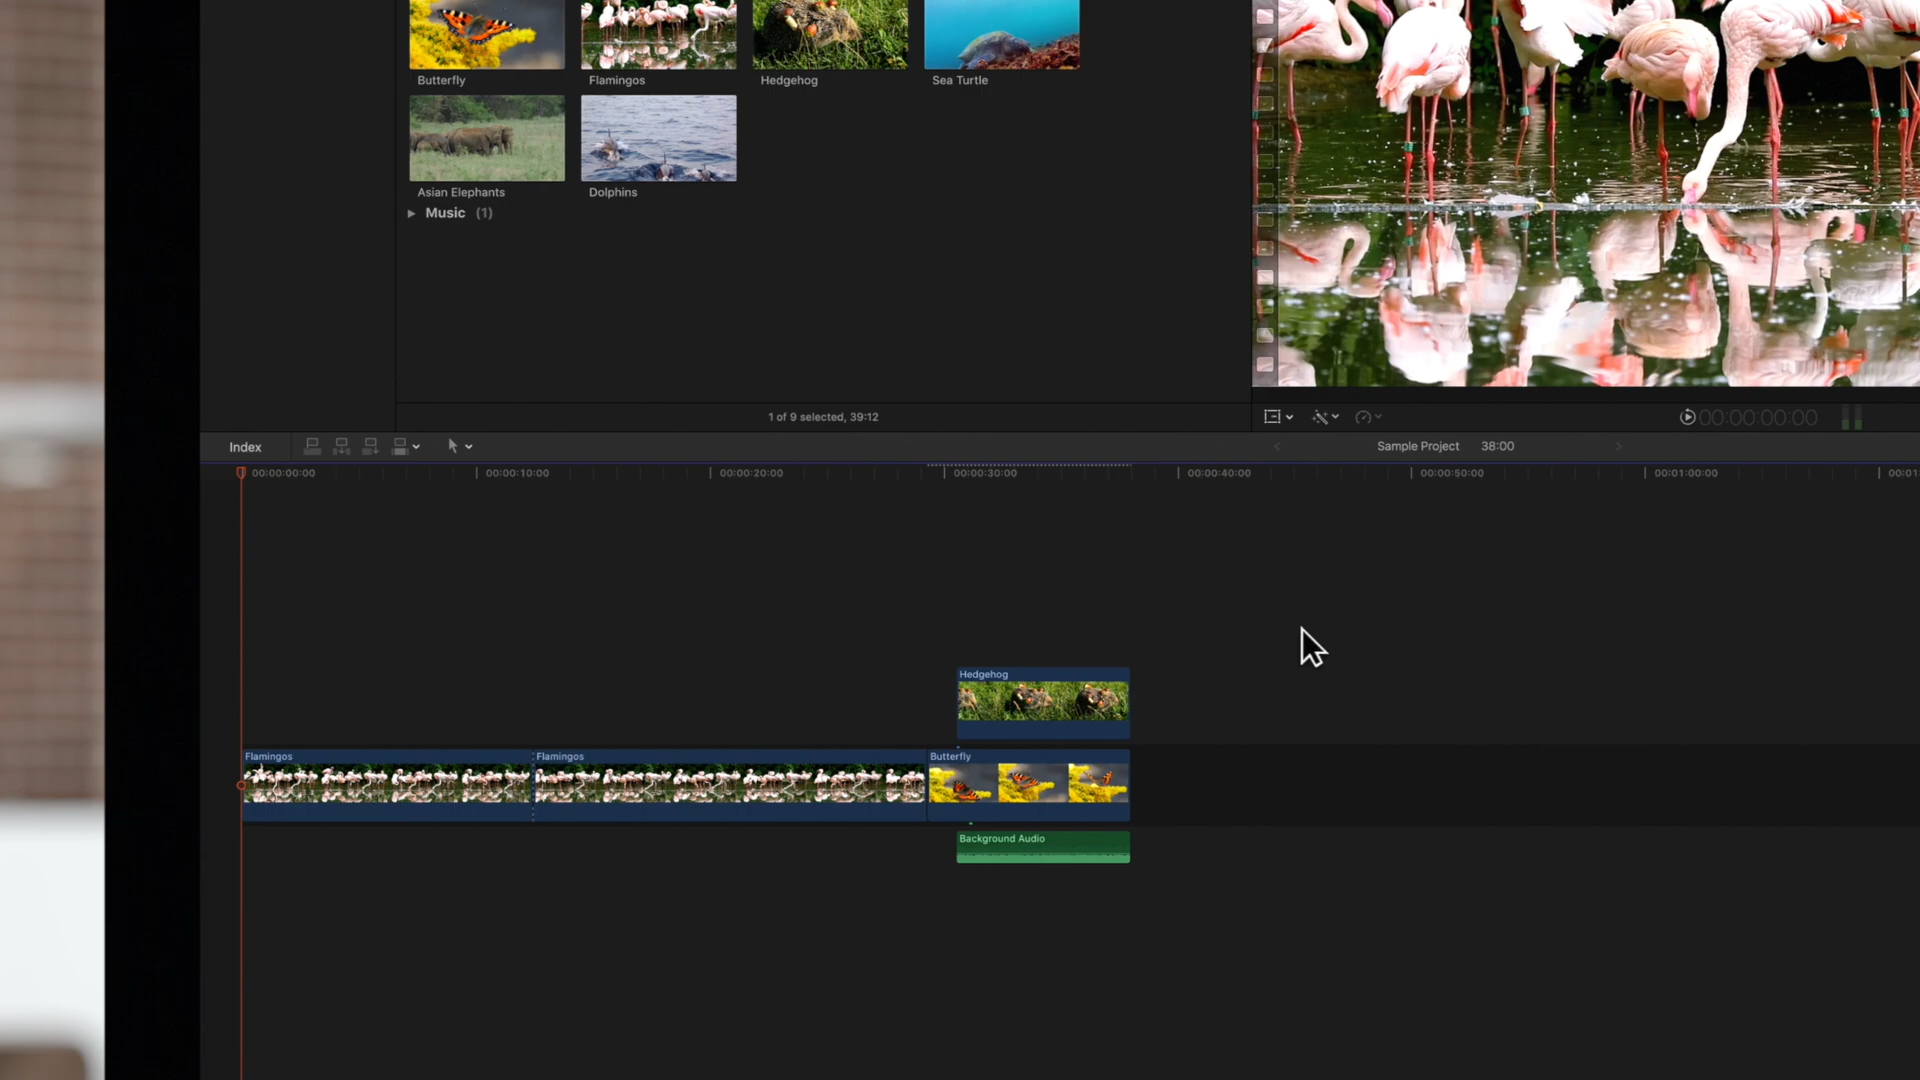 Butterfly
Flamingos
Hedgehog
Sea Turtle
Asian Elephants
Dolphins
Music (1)
1 of 9 selected, 39:12
00:00:00:00
Index
Sample Project 38:00
00:00:00:00
00:00:10:00
00:00:20:00
00:00:30:00
00:00:40:00
00:00:50:00
00:01:00:00
00:01:
Hedgehog
Flamingos
Flamingos
Butterfly
Background Audio